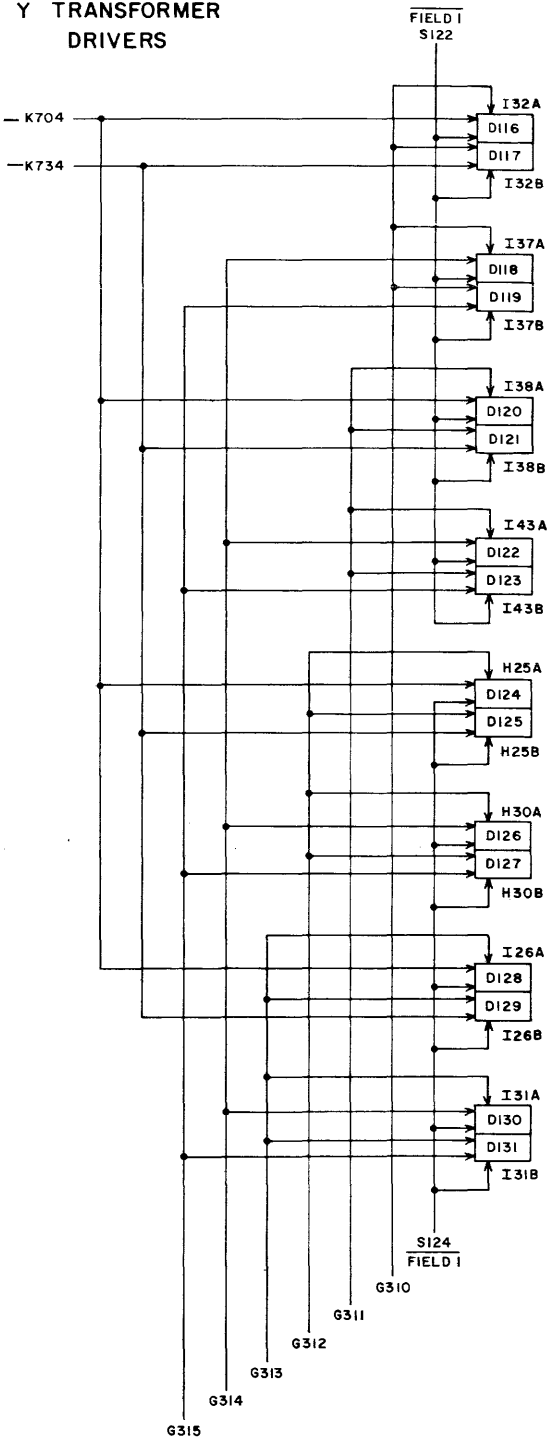 Y TRANSFORMER
DRIVERS
FIELD I
S122
K704
K734
I32A
D116
D117
I32B
I37A
D118
D119
I37B
I38A
D120
D121
I38B
I43A
D122
D123
I43B
H25A
D124
D125
H25B
H30A
D126
D127
H30B
I26A
D128
D129
I26B
I31A
D130
D131
I31B
S124
FIELD I
G310
G311
G312
G313
G314
G315